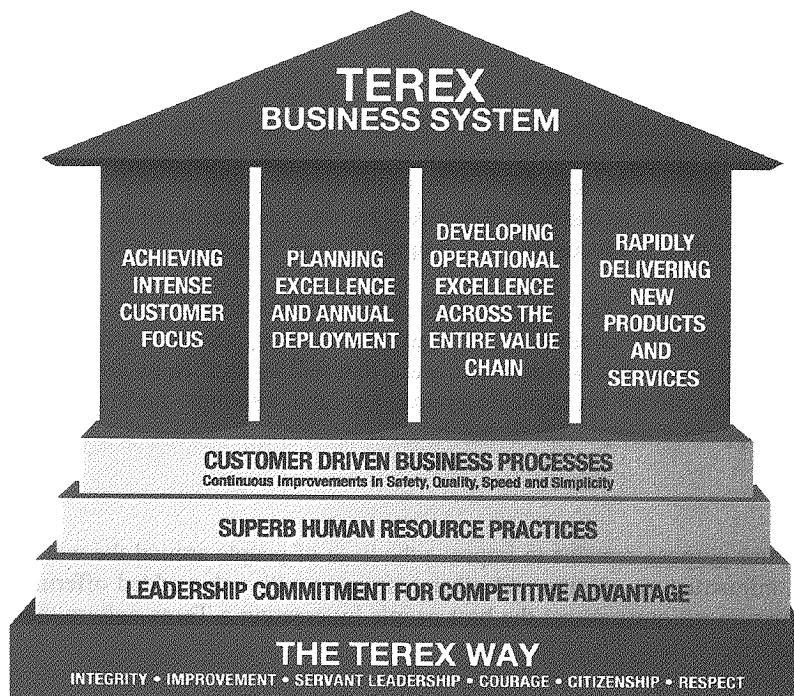 TEREX
BUSINESS SYSTEM
ACHIEVING
INTENSE
CUSTOMER
FOCUS
PLANNING
EXCELLENCE
AND ANNUAL
DEPLOYMENT
DEVELOPING
OPERATIONAL
EXCELLENCE
ACROSS THE
ENTIRE VALUE
CHAIN
RAPIDLY
DELIVERING
NEW
PRODUCTS
AND
SERVICES
CUSTOMER DRIVEN BUSINESS PROCESSES
Continuous Improvements in Safety, Quality, Speed and Simplicity
SUPERB HUMAN RESOURCE PRACTICES
LEADERSHIP COMMITMENT FOR COMPETITIVE ADVANTAGE
THE TEREX WAY
INTEGRITY • IMPROVEMENT • SERVANT LEADERSHIP • COURAGE • CITIZENSHIP • RESPECT